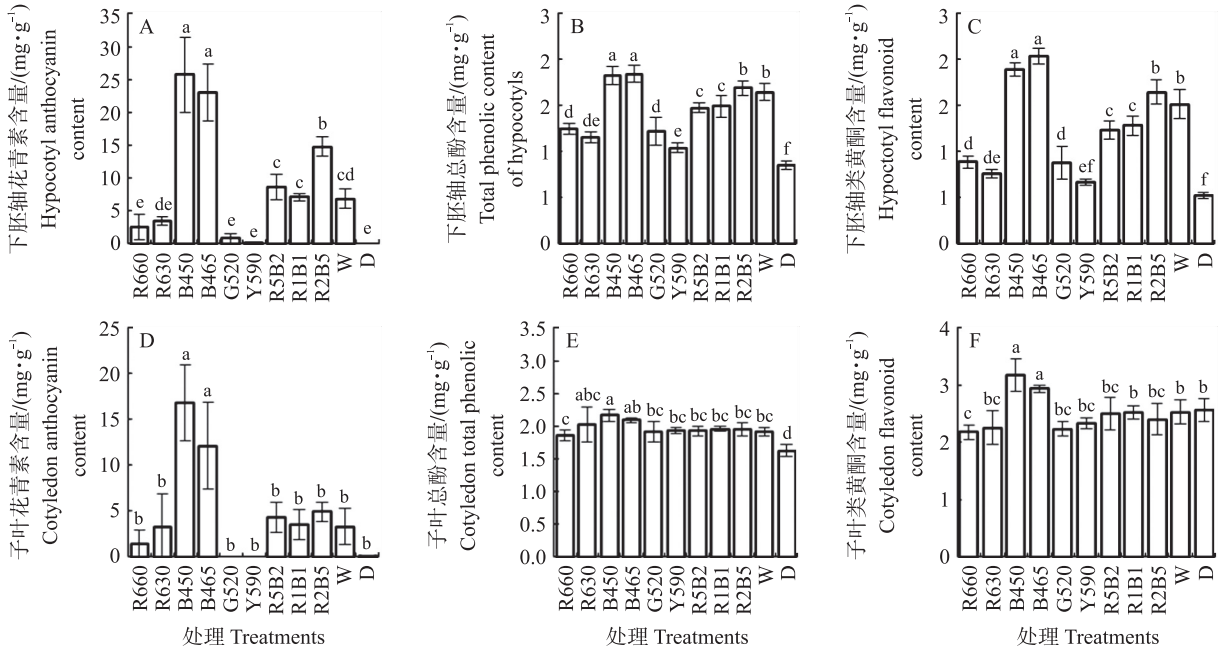 下胚轴花青素含量/(mg•g⁻¹)
Hypocotyl anthocyanin
content
A
35
30
25
20
15
10
5
0
e
de
a
a
e
e
c
c
b
cd
e
R660
R630
B450
B465
G520
Y590
R5B2
R1B1
R2B5
W
D
下胚轴总酚含量/(mg•g⁻¹)
Total phenolic content
of hypocotyls
B
3
2
2
1
1
0
d
de
a
a
d
e
c
c
b
b
f
R660
R630
B450
B465
G520
Y590
R5B2
R1B1
R2B5
W
D
下胚轴类黄酮含量/(mg•g⁻¹)
Hypoctotyl flavonoid
content
C
3
2
2
1
1
0
d
de
a
a
d
ef
c
c
b
b
f
R660
R630
B450
B465
G520
Y590
R5B2
R1B1
R2B5
W
D
子叶花青素含量/(mg•g⁻¹)
Cotyledon anthocyanin
content
D
25
20
15
10
5
0
b
b
a
a
b
b
b
b
b
b
b
R660
R630
B450
B465
G520
Y590
R5B2
R1B1
R2B5
W
D
处理 Treatments
子叶总酚含量/(mg•g⁻¹)
Cotyledon total phenolic
content
E
3.5
3.0
2.5
2.0
1.5
1.0
0.5
0.0
c
abc
a
ab
bc
bc
bc
bc
bc
bc
d
R660
R630
B450
B465
G520
Y590
R5B2
R1B1
R2B5
W
D
处理 Treatments
子叶类黄酮含量/(mg•g⁻¹)
Cotyledon flavonoid
content
F
4
3
2
1
0
c
bc
a
a
bc
bc
bc
b
bc
b
b
R660
R630
B450
B465
G520
Y590
R5B2
R1B1
R2B5
W
D
处理 Treatments